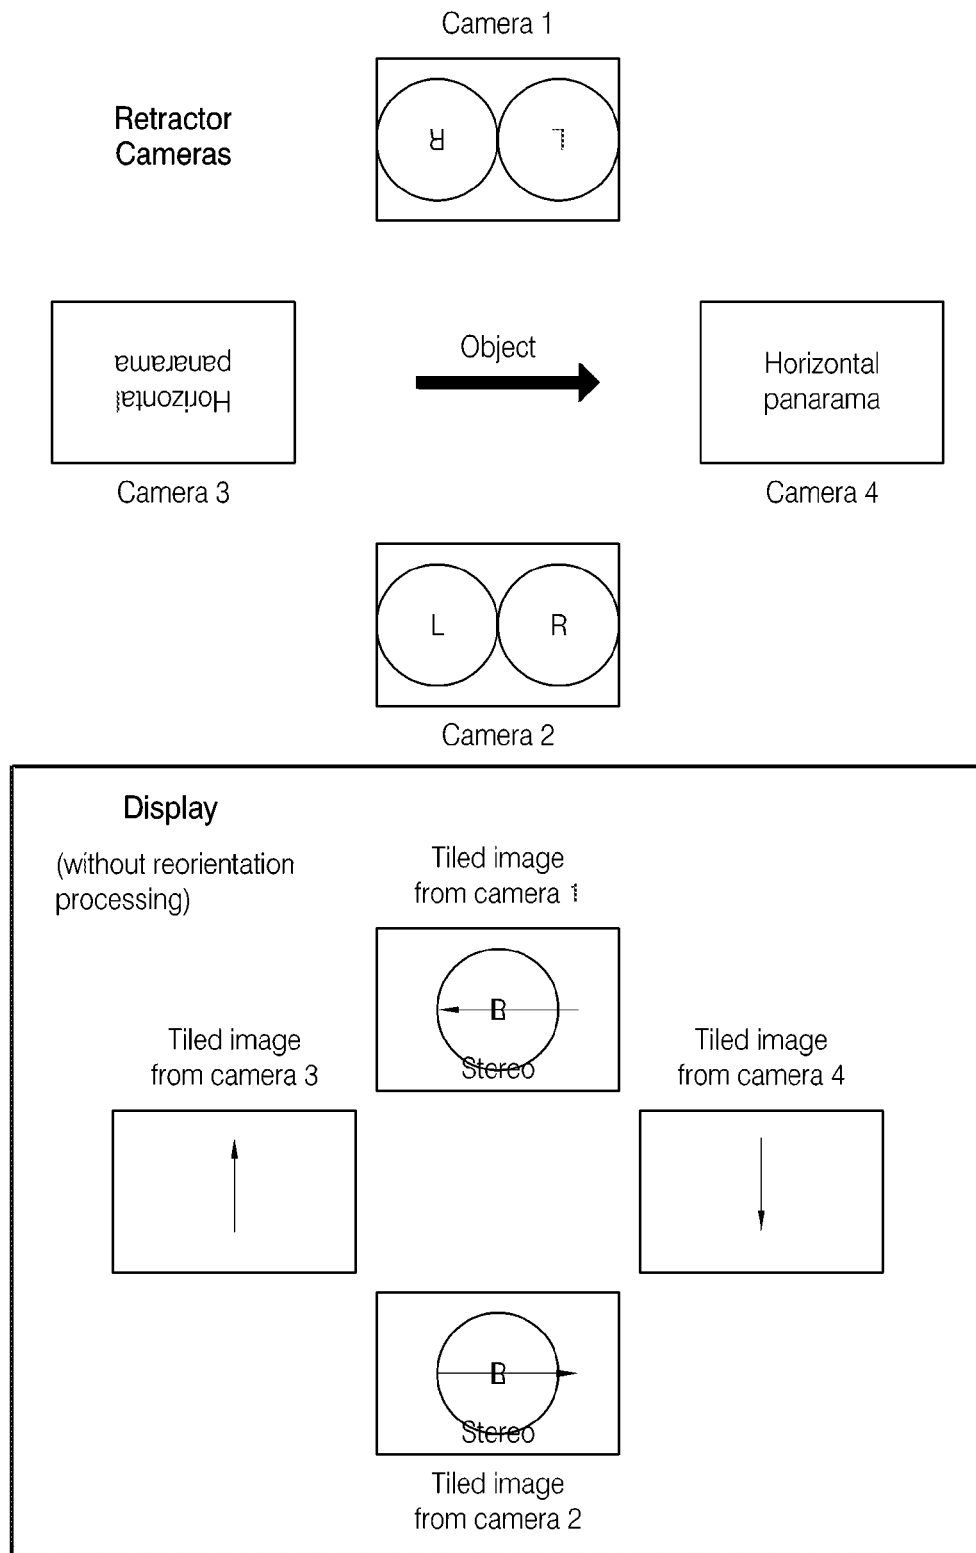 Camera 1
Retractor
Cameras
R
L
Horizontal
panarama
Object
Horizontal
panarama
Camera 3
Camera 4
L
R
Camera 2
Display
(without reorientation
processing)
Tiled image
from camera 1
Stereo
Tiled image
from camera 3
Tiled image
from camera 4
Stereo
Tiled image
from camera 2